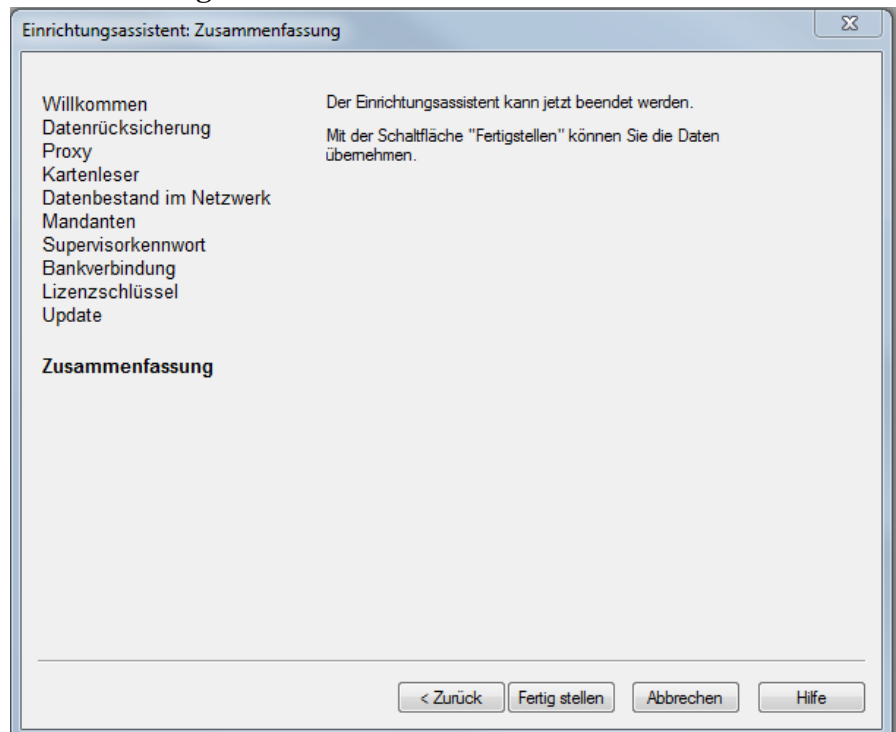 Einrichtungsassistent: Zusammenfassung
Willkommen
Datenrücksicherung
Proxy
Kartenleser
Datenbestand im Netzwerk
Mandanten
Supervisorkennwort
Bankverbindung
Lizenzschlüssel
Update
Zusammenfassung
Der Einrichtungsassistent kann jetzt beendet werden.
Mit der Schaltfläche "Fertigstellen" können Sie die Daten
übernehmen.
< Zurück
Fertig stellen
Abbrechen
Hilfe